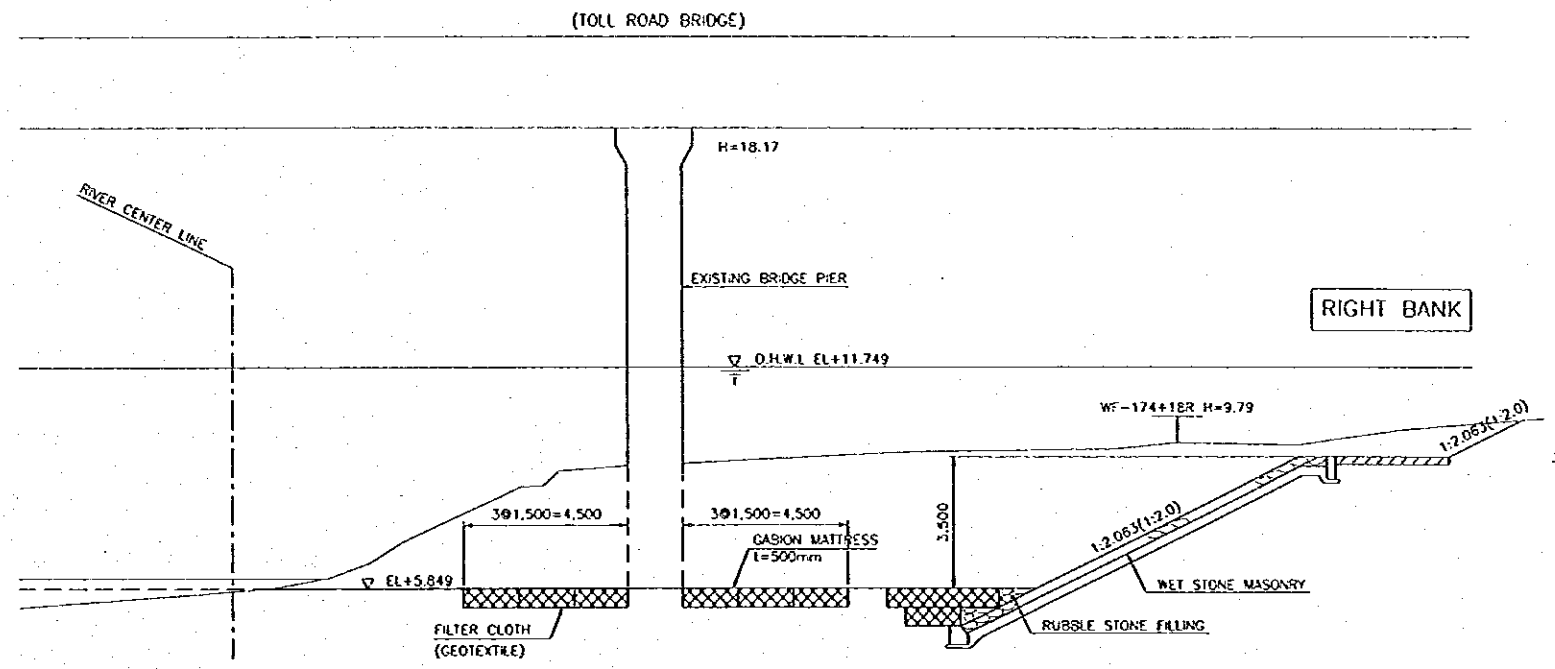 (TOLL ROAD BRIDGE)
H=18.17
RIVER CENTER LINE
EXISTING BRIDGE PIER
RIGHT BANK
O.H.W.L EL+11.749
WF-174+18R H=9.79
1:2.063(1:2.0)
3@1,500=4,500
3@1,500=4,500
3,500
1:2.063(1:2.0)
GABION MATTRESS
t=500mm
EL+5.849
WET STONE MASONRY
FILTER CLOTH
(GEOTEXTILE)
RUBBLE STONE FILLING